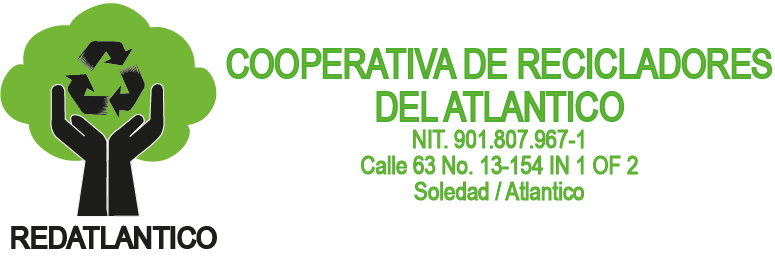 COOPERATIVA DE RECICLADORES
DEL ATLANTICO
NIT. 901.807.967-1
Calle 63 No. 13-154 IN 1 OF 2
Soledad / Atlantico
REDATLANTICO